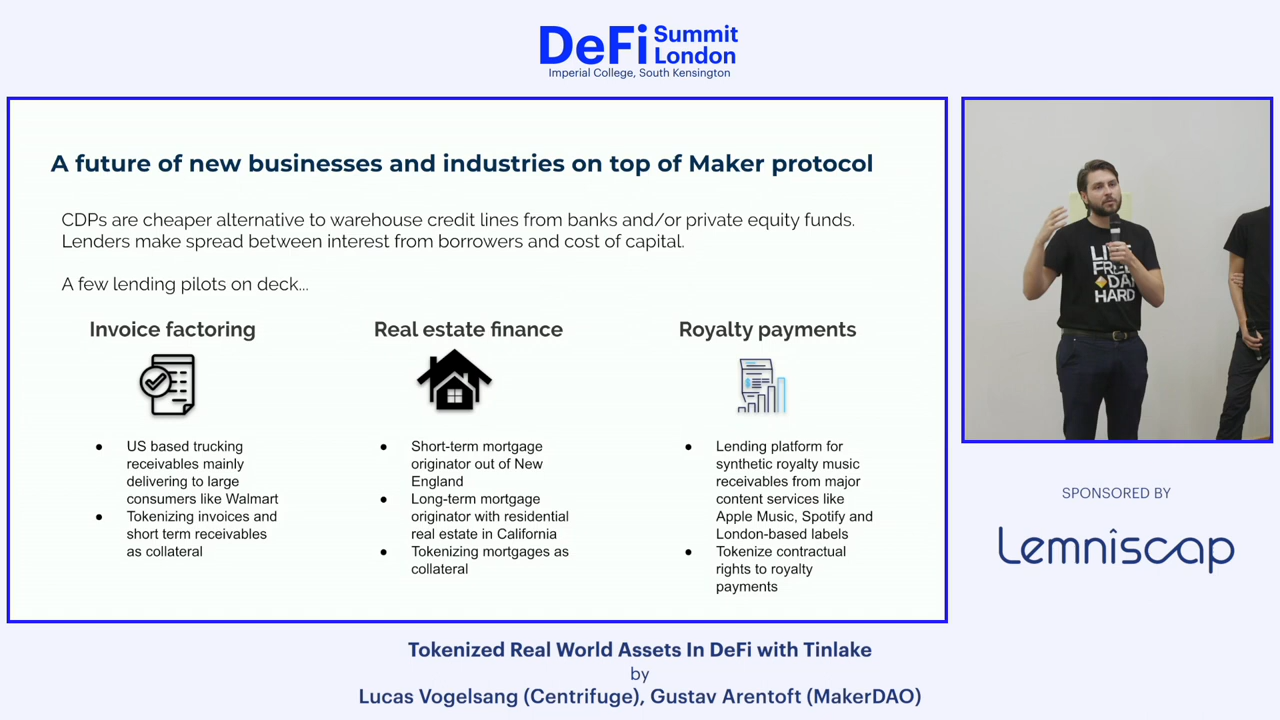 DeFi Summit
London
Imperial College, South Kensington
A future of new businesses and industries on top of Maker protocol
CDPs are cheaper alternative to warehouse credit lines from banks and/or private equity funds.
Lenders make spread between interest from borrowers and cost of capital.
A few lending pilots on deck...
Invoice factoring
● US based trucking
receivables mainly
delivering to large
consumers like Walmart
● Tokenizing invoices and
short term receivables
as collateral
Real estate finance
● Short-term mortgage
originator out of New
England
● Long-term mortgage
originator with residential
real estate in California
● Tokenizing mortgages as
collateral
Royalty payments
● Lending platform for
synthetic royalty music
receivables from major
content services like
Apple Music, Spotify and
London-based labels
● Tokenize contractual
rights to royalty
payments
HARD
SPONSORED BY
Lemniscap
Tokenized Real World Assets In DeFi with Tinlake
by
Lucas Vogelsang (Centrifuge), Gustav Arentoft (MakerDAO)